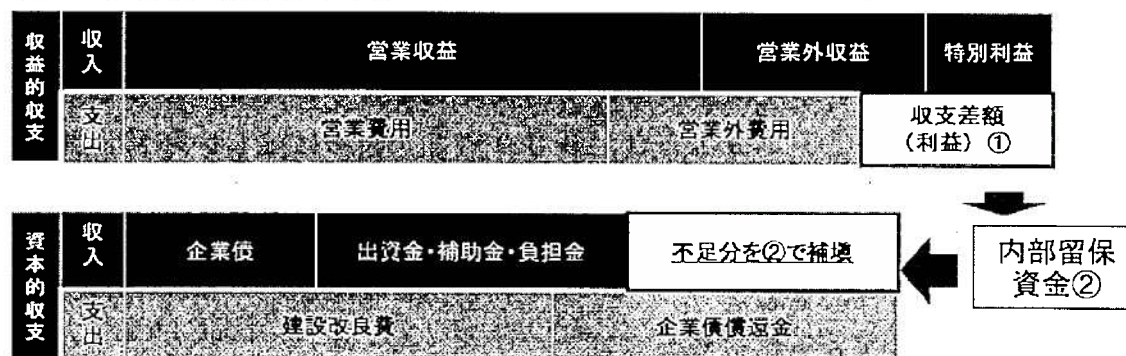 収益的収支
収入
営業収益
営業外収益
特別利益
支出
営業費用
営業外費用
収支差額
(利益)①
資本的収支
収入
企業債
出資金・補助金・負担金
不足分を②で補填
内部留保
資金②
支出
建設改良費
企業債償還金